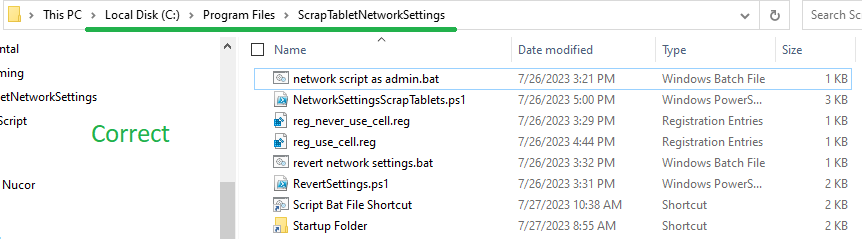 This PC > Local Disk (C:) > Program Files > ScrapTabletNetworkSettings
Search Sc
Name Date modified Type Size
network script as admin.bat 7/26/2023 3:21 PM Windows Batch File 1 KB
NetworkSettingsScrapTablets.ps1 7/26/2023 5:00 PM Windows PowerS... 3 KB
reg_never_use_cell.reg 7/26/2023 3:29 PM Registration Entries 1 KB
reg_use_cell.reg 7/26/2023 4:44 PM Registration Entries 1 KB
revert network settings.bat 7/26/2023 3:32 PM Windows Batch File 1 KB
RevertSettings.ps1 7/26/2023 3:31 PM Windows PowerS... 2 KB
Script Bat File Shortcut 7/27/2023 10:38 AM Shortcut 2 KB
Startup Folder 7/27/2023 8:55 AM Shortcut 2 KB
ntal
ming
etNetworkSettings
Script
Correct
Nucor